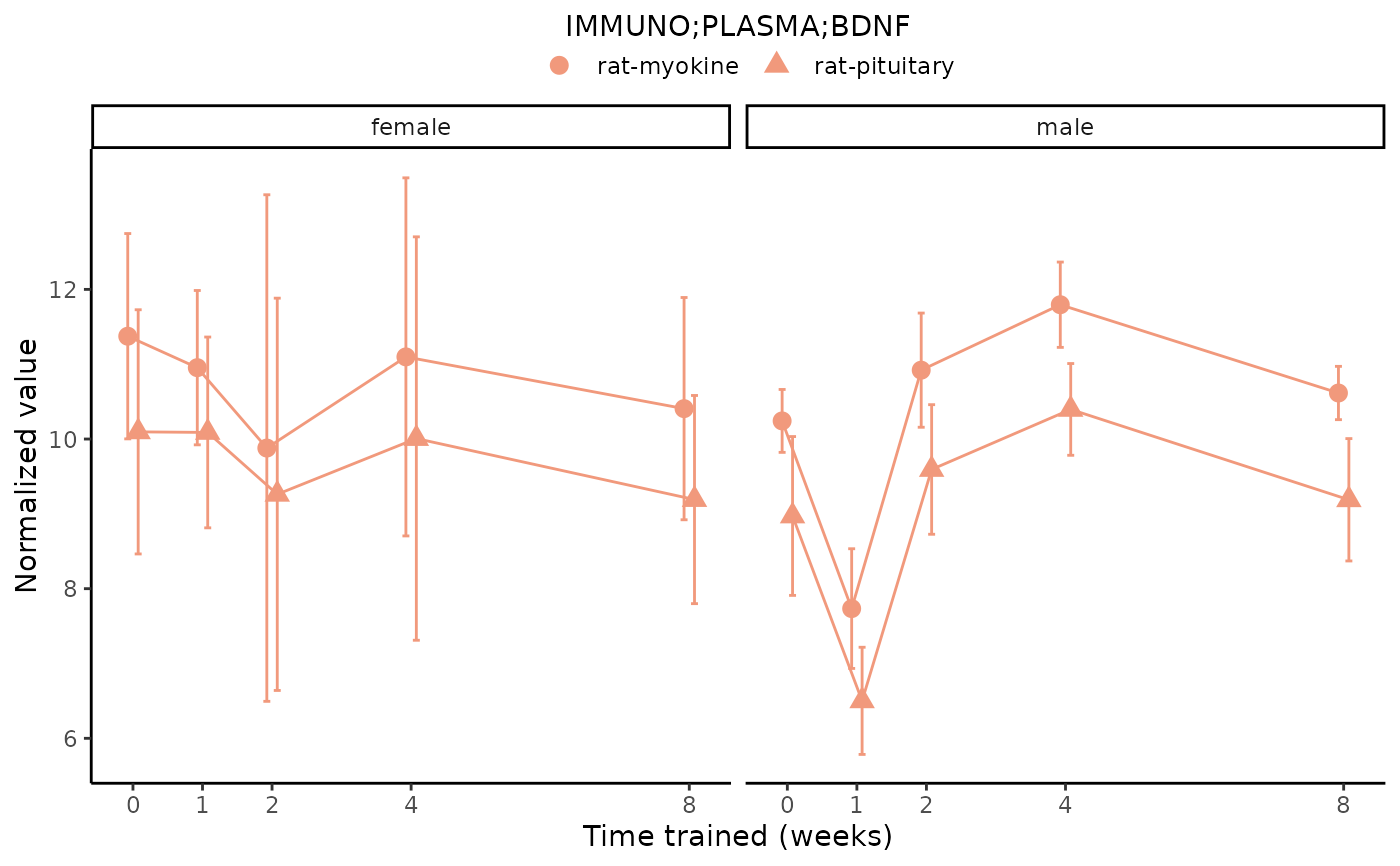 IMMUNO;PLASMA;BDNF
rat-myokine rat-pituitary
female male
Normalized value
12
10
8
6
0 1 2 4 8 0 1 2 4 8
Time trained (weeks)